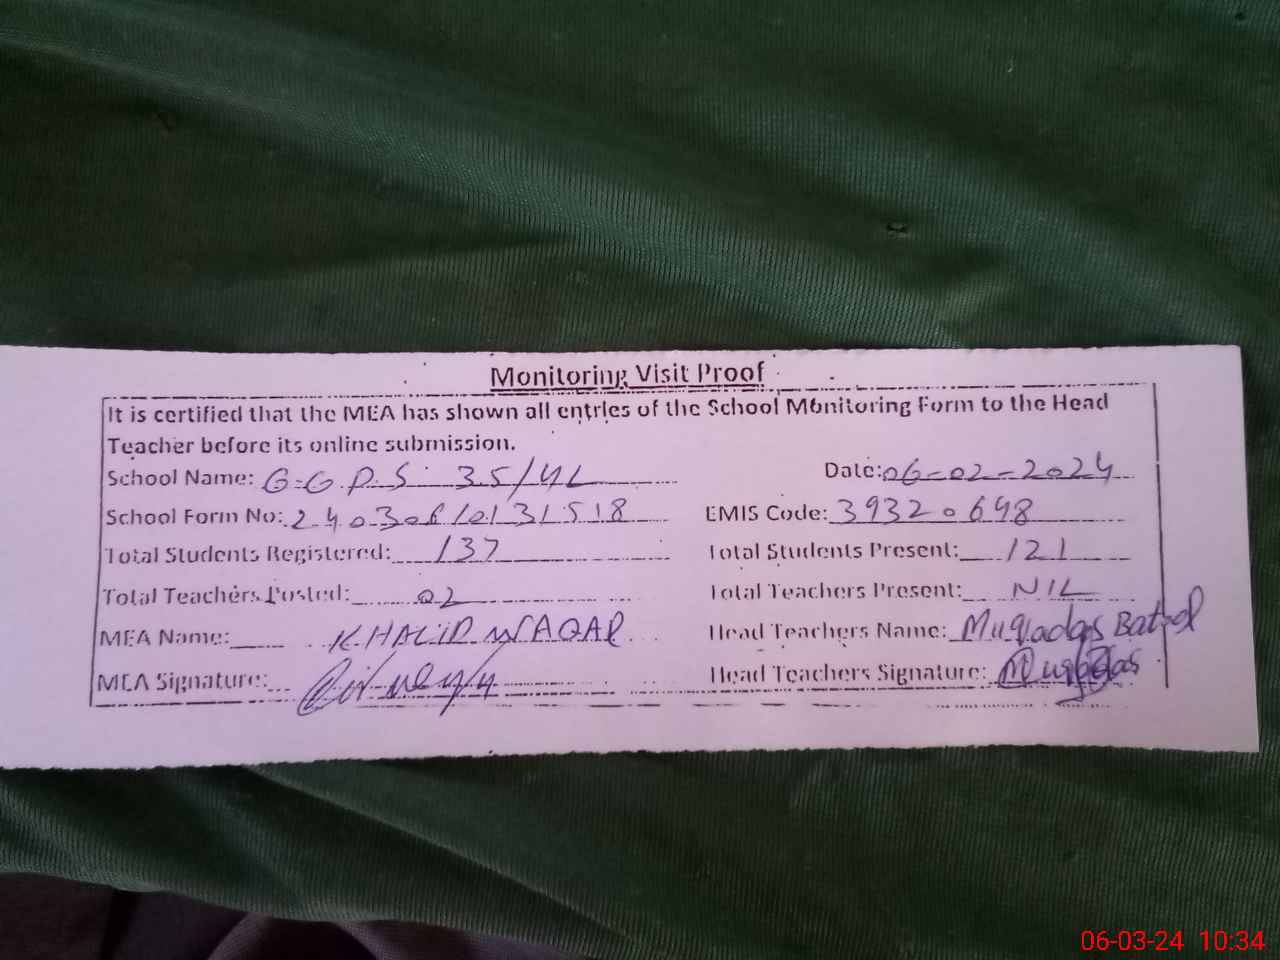 Monitoring Visit Proof
It is certified that the MEA has shown all entries of the School Monitoring Form to the Head
Teacher before its online submission.
School Name: G.G.P.S. 35/4L Date: 06-02-2024
School Form No: 24030610131518 EMIS Code: 39320648
Total Students Registered: 137 Total Students Present: 121
Total Teachers Posted: 02 Total Teachers Present: NIL
MEA Name: KHALID WAQAR Head Teachers Name: Muqadas Batool
MEA Signature: Head Teachers Signature: Muqadas
06-03-24 10:34